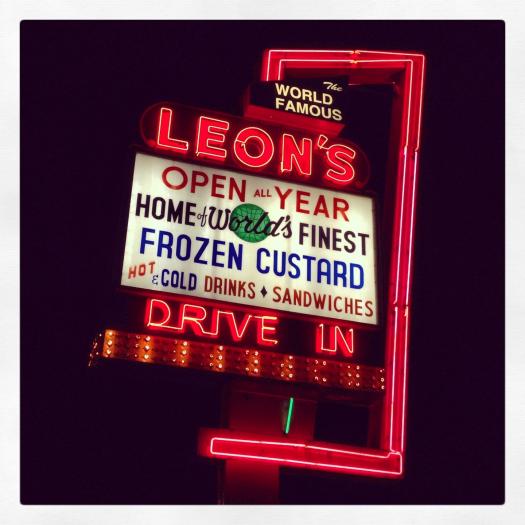 The
WORLD
FAMOUS
LEON'S
OPEN ALL YEAR
HOME of World's FINEST
FROZEN CUSTARD
HOT & COLD DRINKS ♦ SANDWICHES
DRIVE IN